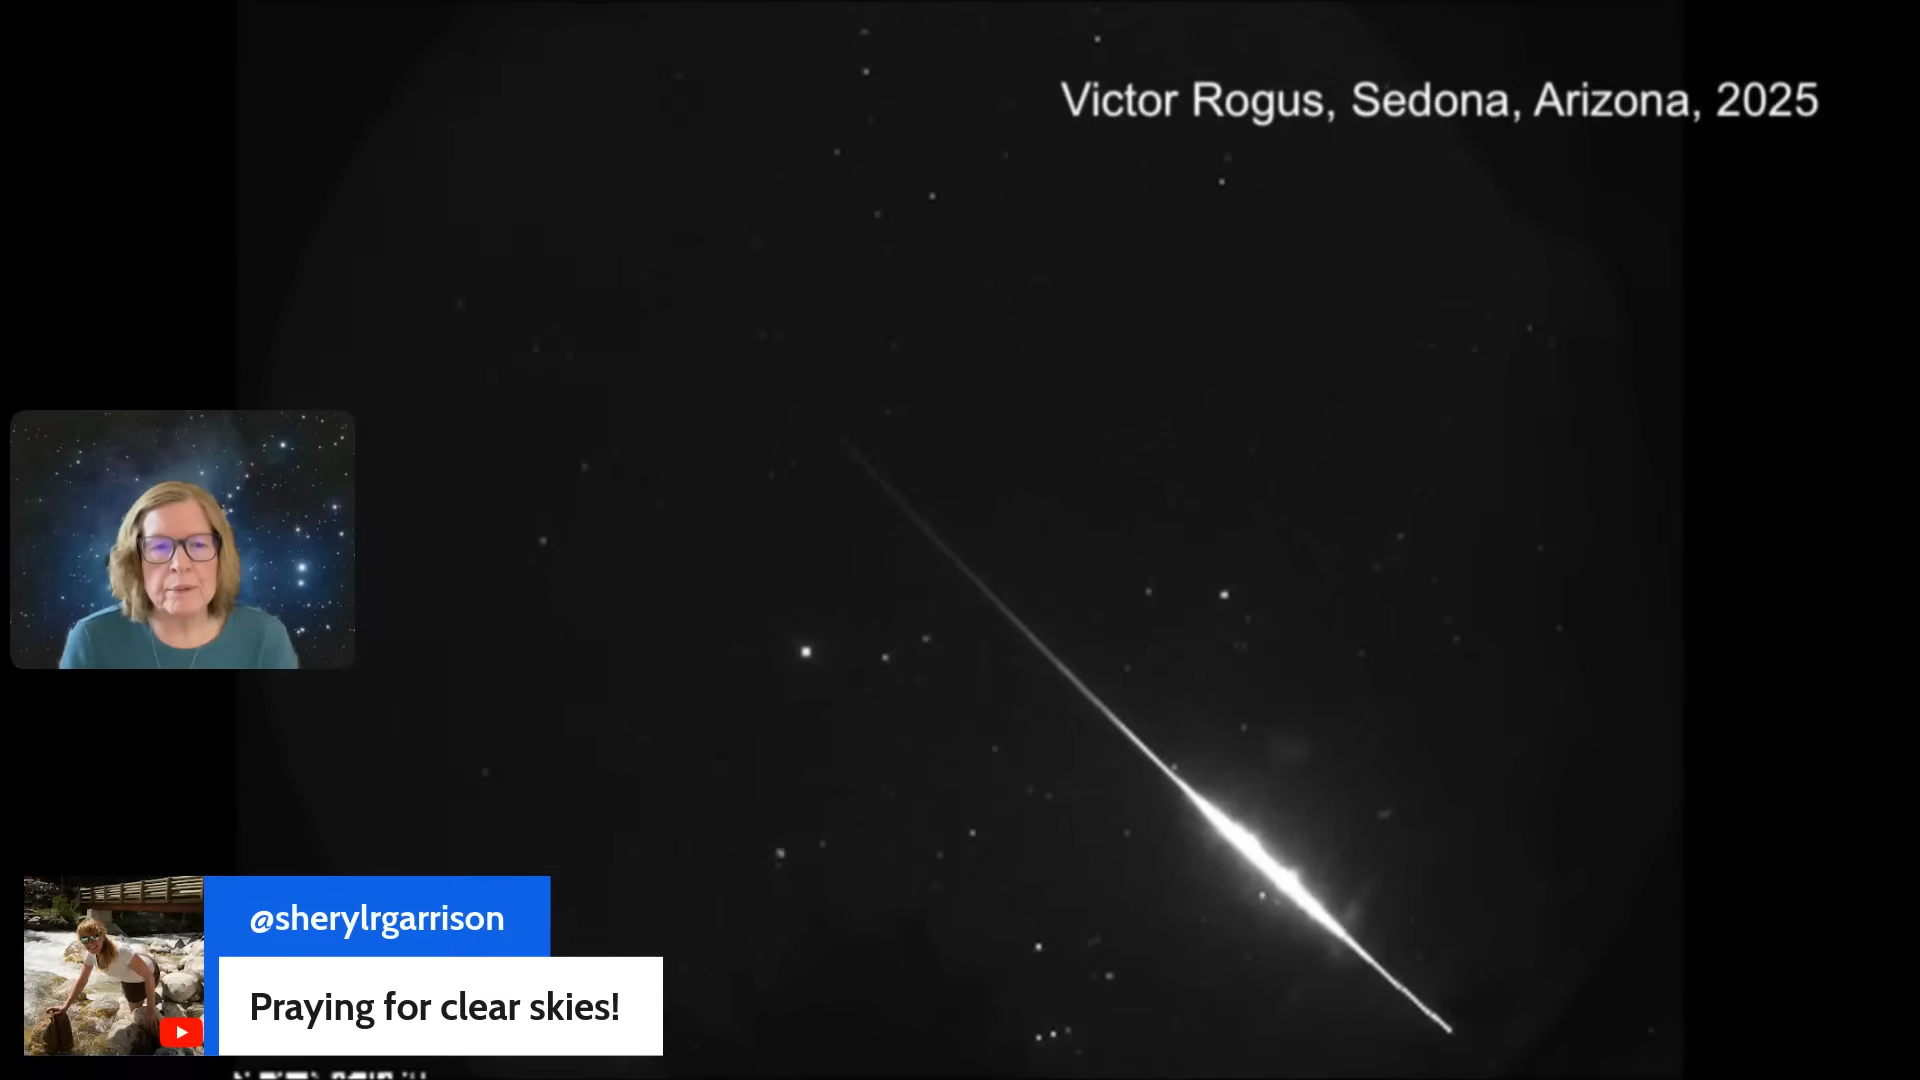 Victor Rogus, Sedona, Arizona, 2025
@sherylrgarrison
Praying for clear skies!